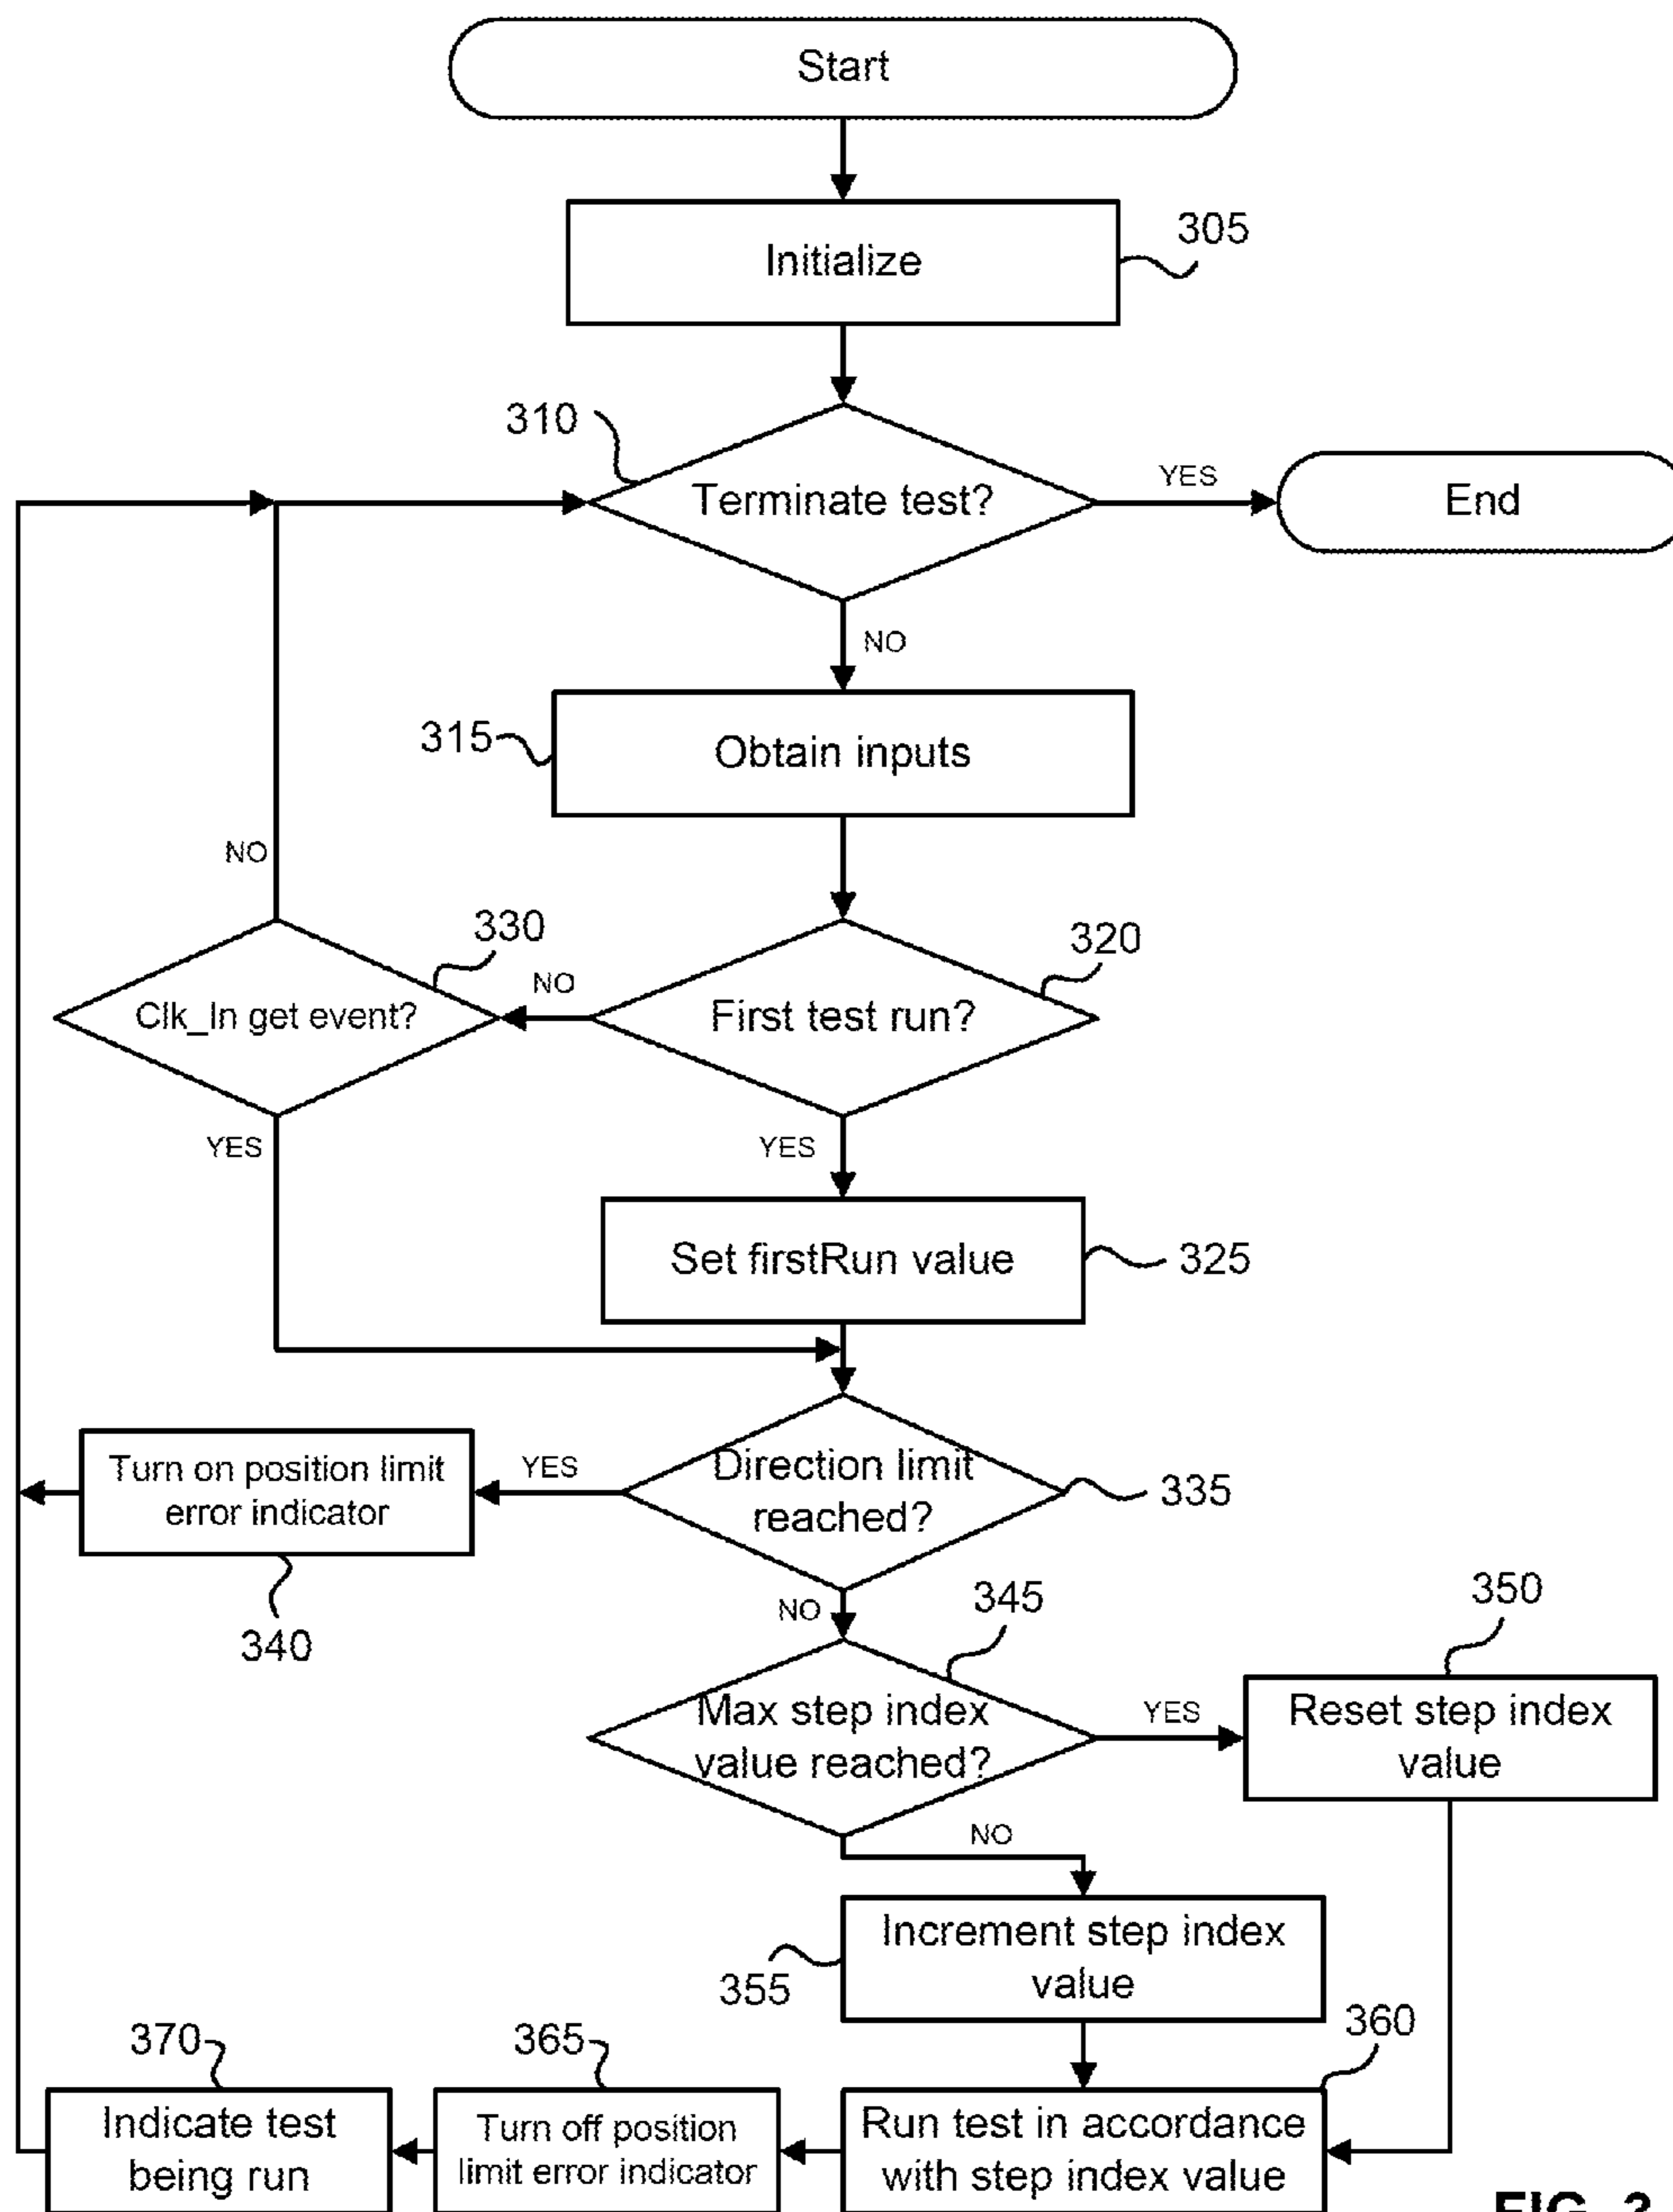 Start
Initialize
305
310
Terminate test?
YES
End
NO
315
Obtain inputs
NO
330
320
Clk_In get event?
NO
First test run?
YES
YES
Set firstRun value
325
Turn on position limit
error indicator
YES
Direction limit
reached?
335
340
NO
345
350
Max step index
value reached?
YES
Reset step index
value
NO
Increment step index
value
355
360
370
365
Indicate test
being run
Turn off position
limit error indicator
Run test in accordance
with step index value